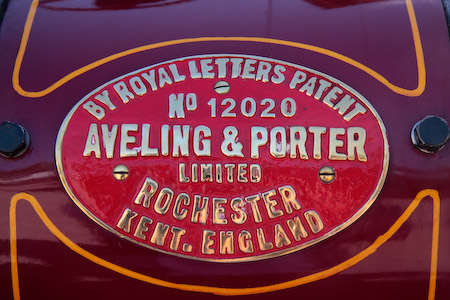 BY ROYAL LETTERS PATENT
No 12020
AVELING & PORTER
LIMITED
ROCHESTER
KENT. ENGLAND